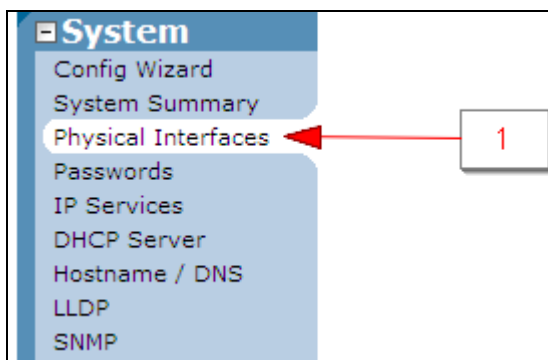 System
Config Wizard
System Summary
Physical Interfaces
1
Passwords
IP Services
DHCP Server
Hostname / DNS
LLDP
SNMP